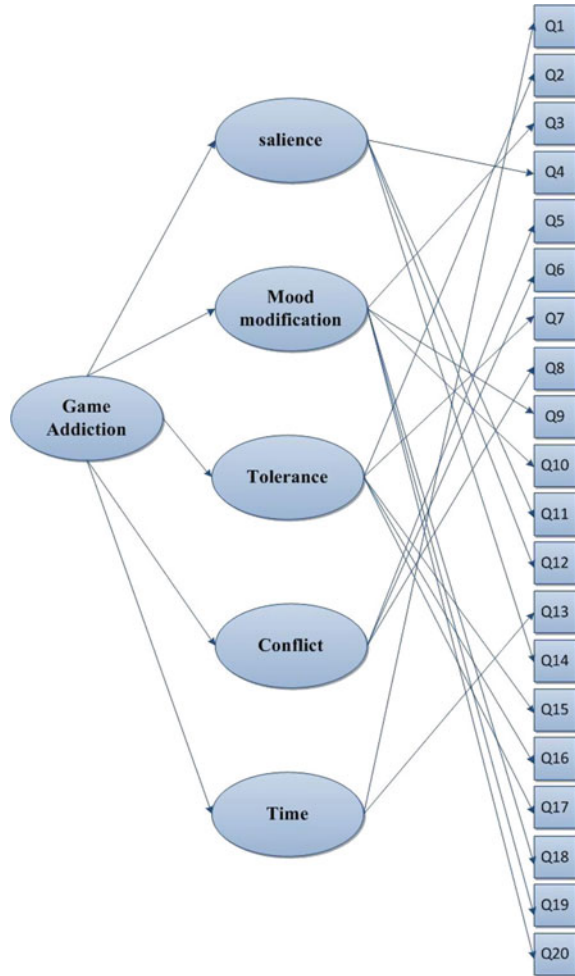 salience
Mood
modification
Game
Addiction
Tolerance
Conflict
Time
Q1
Q2
Q3
Q4
Q5
Q6
Q7
Q8
Q9
Q10
Q11
Q12
Q13
Q14
Q15
Q16
Q17
Q18
Q19
Q20